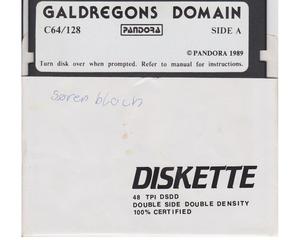 GALDREGONS DOMAIN
C64/128 PANDORA SIDE A
© PANDORA 1989
Turn disk over when prompted. Refer to manual for instructions.
søren bloch
DISKETTE
48 TPI DSDD
DOUBLE SIDE DOUBLE DENSITY
100% CERTIFIED